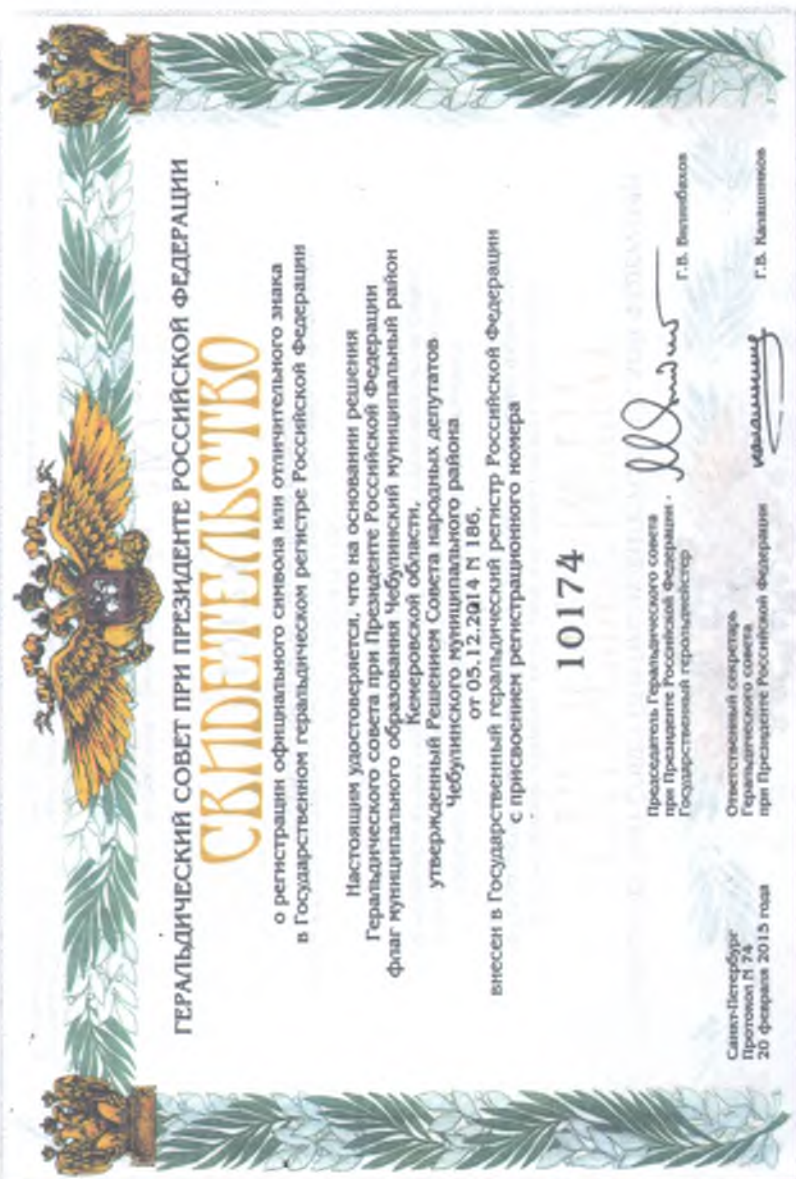 ГЕРАЛЬДИЧЕСКИЙ СОВЕТ ПРИ ПРЕЗИДЕНТЕ РОССИЙСКОЙ ФЕДЕРАЦИИ
СВИДЕТЕЛЬСТВО
о регистрации официального символа или отличительного знака
в Государственном геральдическом регистре Российской Федерации
Настоящим удостоверяется, что на основании решения
Геральдического совета при Президенте Российской Федерации
флаг муниципального образования Чебулинский муниципальный район
Кемеровской области,
утвержденный Решением Совета народных депутатов
Чебулинского муниципального района
от 05.12.2014 N 186,
внесен в Государственный геральдический регистр Российской Федерации
с присвоением регистрационного номера
10174
Председатель Геральдического совета
при Президенте Российской Федерации -
Государственный герольдмейстер
Г.В. Вилинбахов
Ответственный секретарь
Геральдического совета
при Президенте Российской Федерации
Г.В. Калашников
Санкт-Петербург
Протокол N 74
20 февраля 2015 года